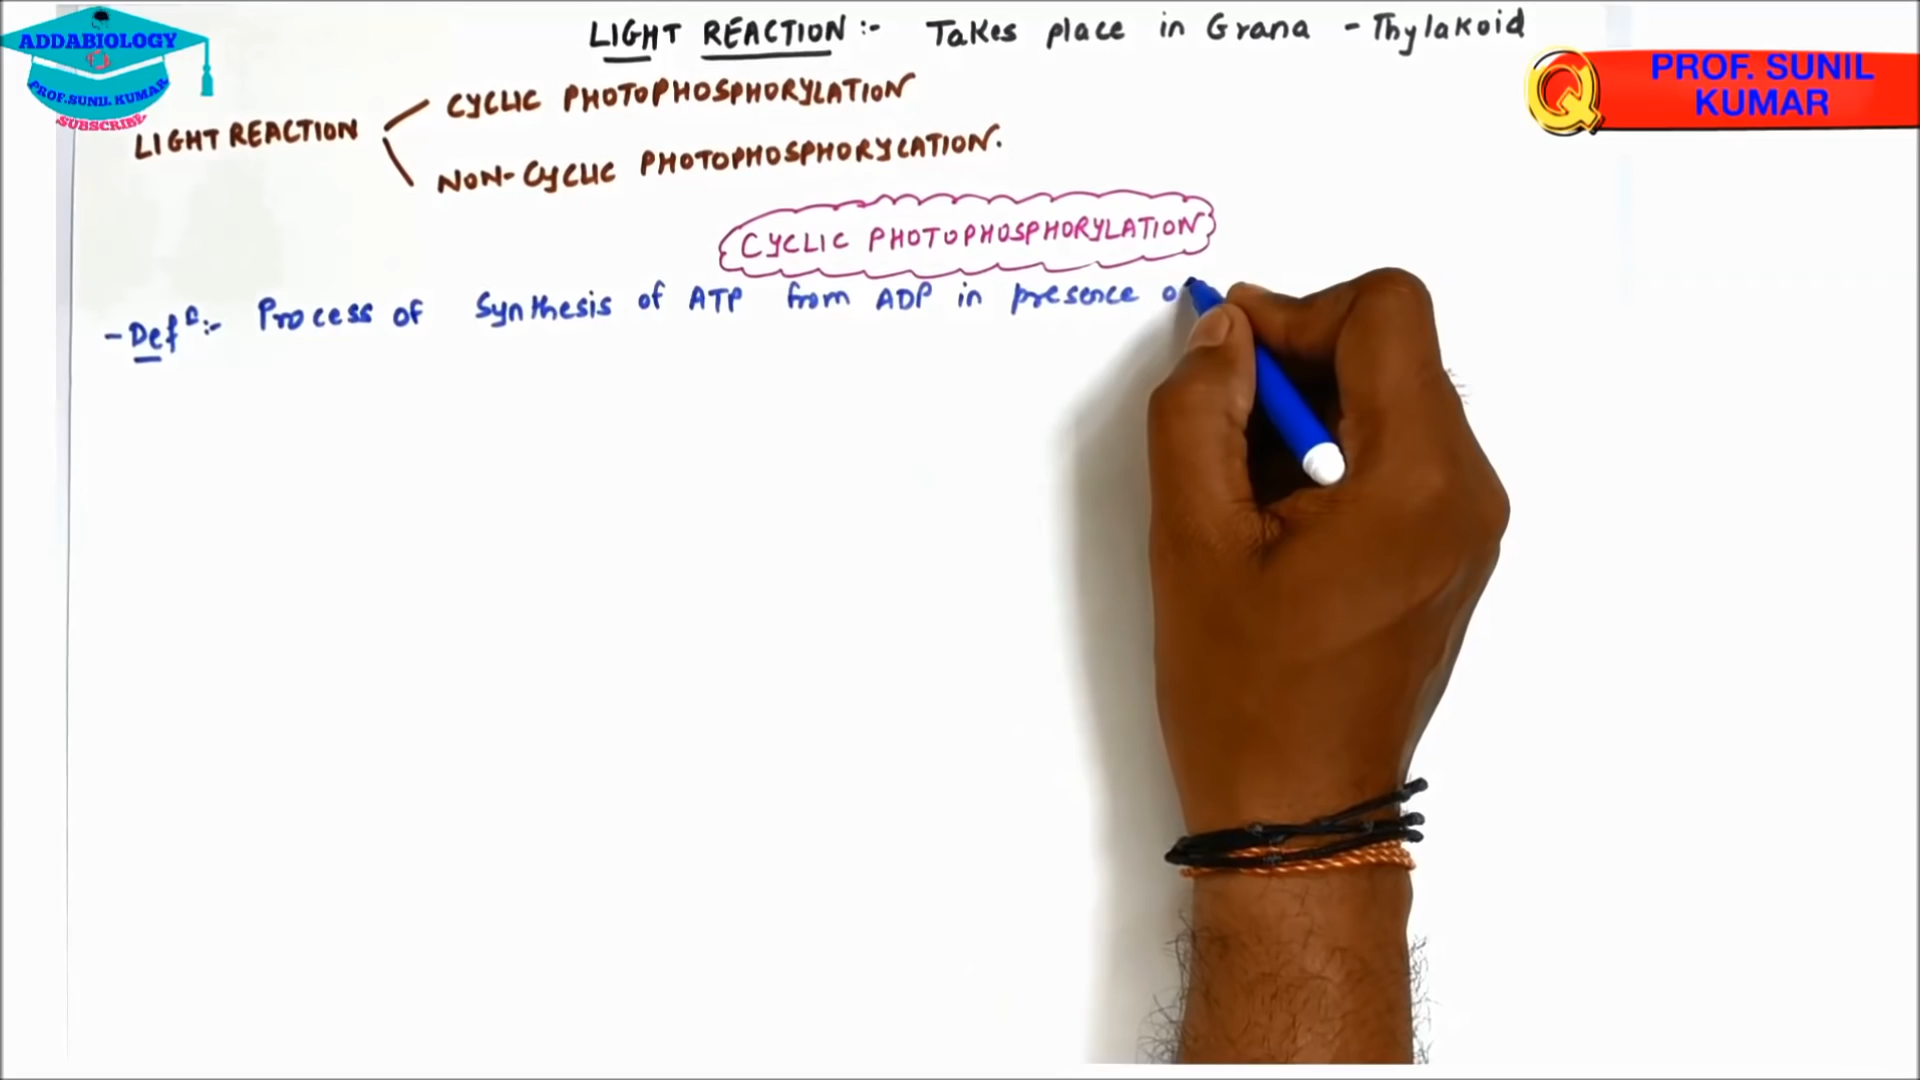 ADDABIOLOGY
PROF.SUNIL KUMAR
SUBSCRIBE
LIGHT REACTION :- Takes place in Grana - Thylakoid
PROF. SUNIL
KUMAR
LIGHT REACTION
CYCLIC PHOTOPHOSPHORYLATION
NON-CYCLIC PHOTOPHOSPHORYLATION.
CYCLIC PHOTOPHOSPHORYLATION
- Defn :- Process of Synthesis of ATP from ADP in presence o